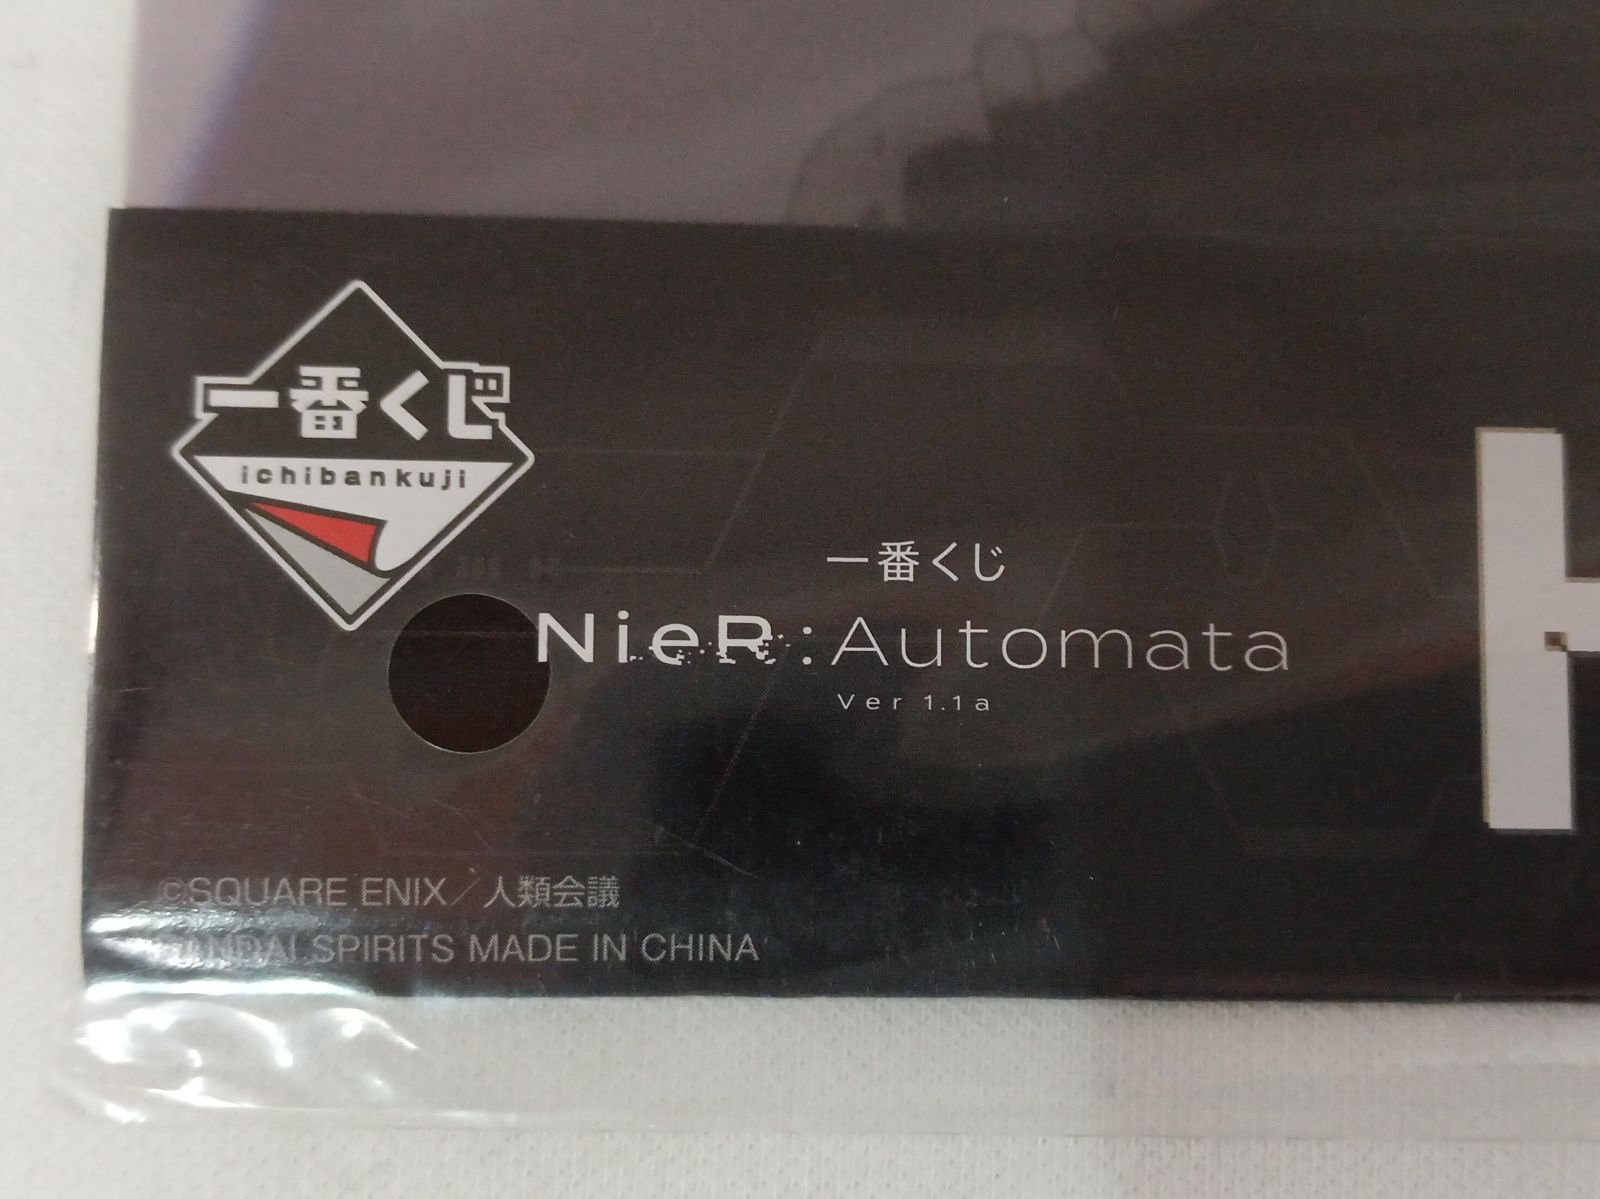 一番くじ
ichibankuji
一番くじ
NieR:Automata
Ver 1.1a
H
©SQUARE ENIX/人類会議
BANDAI SPIRITS MADE IN CHINA